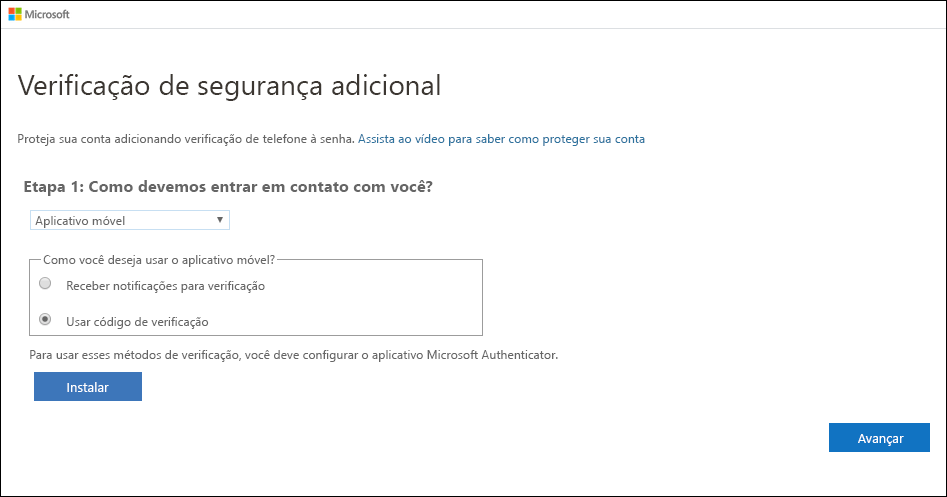 Microsoft
Verificação de segurança adicional
Proteja sua conta adicionando verificação de telefone à senha. Assista ao vídeo para saber como proteger sua conta
Etapa 1: Como devemos entrar em contato com você?
Aplicativo móvel
Como você deseja usar o aplicativo móvel?
Receber notificações para verificação
Usar código de verificação
Para usar esses métodos de verificação, você deve configurar o aplicativo Microsoft Authenticator.
Instalar
Avançar